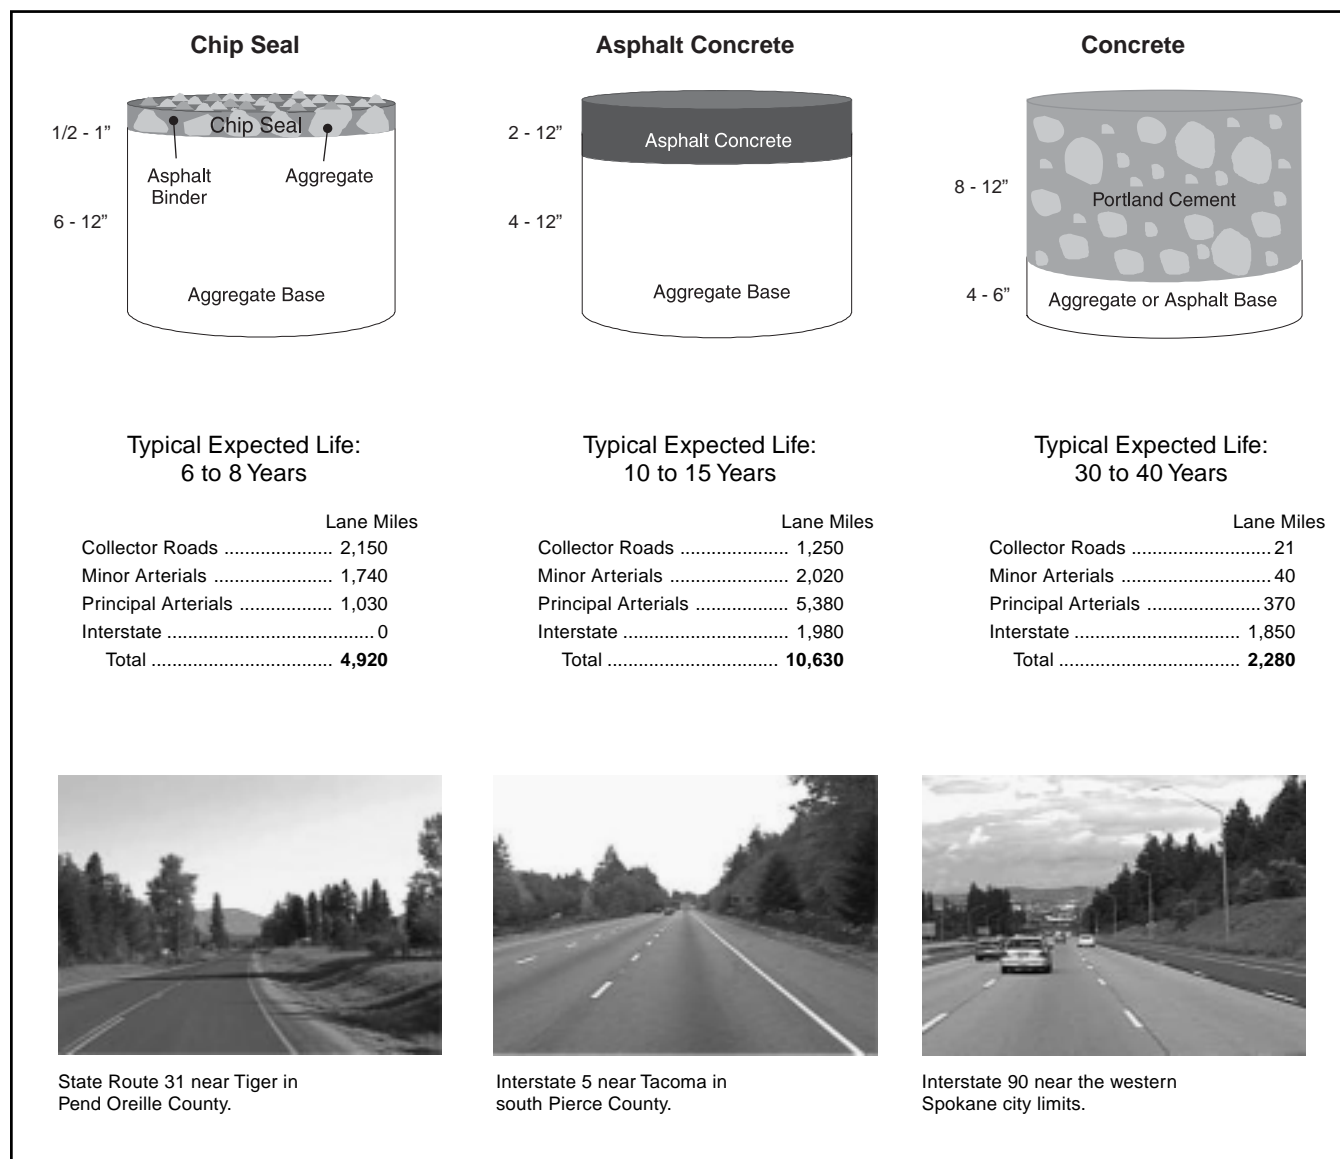 Chip Seal
1/2 - 1”
Chip Seal
Asphalt
Binder
Aggregate
6 - 12”
Aggregate Base
Typical Expected Life:
6 to 8 Years
Lane Miles
Collector Roads ..................... 2,150
Minor Arterials ....................... 1,740
Principal Arterials .................. 1,030
Interstate ........................................ 0
Total ................................... 4,920
State Route 31 near Tiger in
Pend Oreille County.
Asphalt Concrete
2 - 12”
Asphalt Concrete
4 - 12”
Aggregate Base
Typical Expected Life:
10 to 15 Years
Lane Miles
Collector Roads ..................... 1,250
Minor Arterials ....................... 2,020
Principal Arterials .................. 5,380
Interstate ................................ 1,980
Total ................................. 10,630
Interstate 5 near Tacoma in
south Pierce County.
Concrete
8 - 12”
Portland Cement
4 - 6”
Aggregate or Asphalt Base
Typical Expected Life:
30 to 40 Years
Lane Miles
Collector Roads ........................... 21
Minor Arterials ............................. 40
Principal Arterials ...................... 370
Interstate ................................ 1,850
Total ................................... 2,280
Interstate 90 near the western
Spokane city limits.